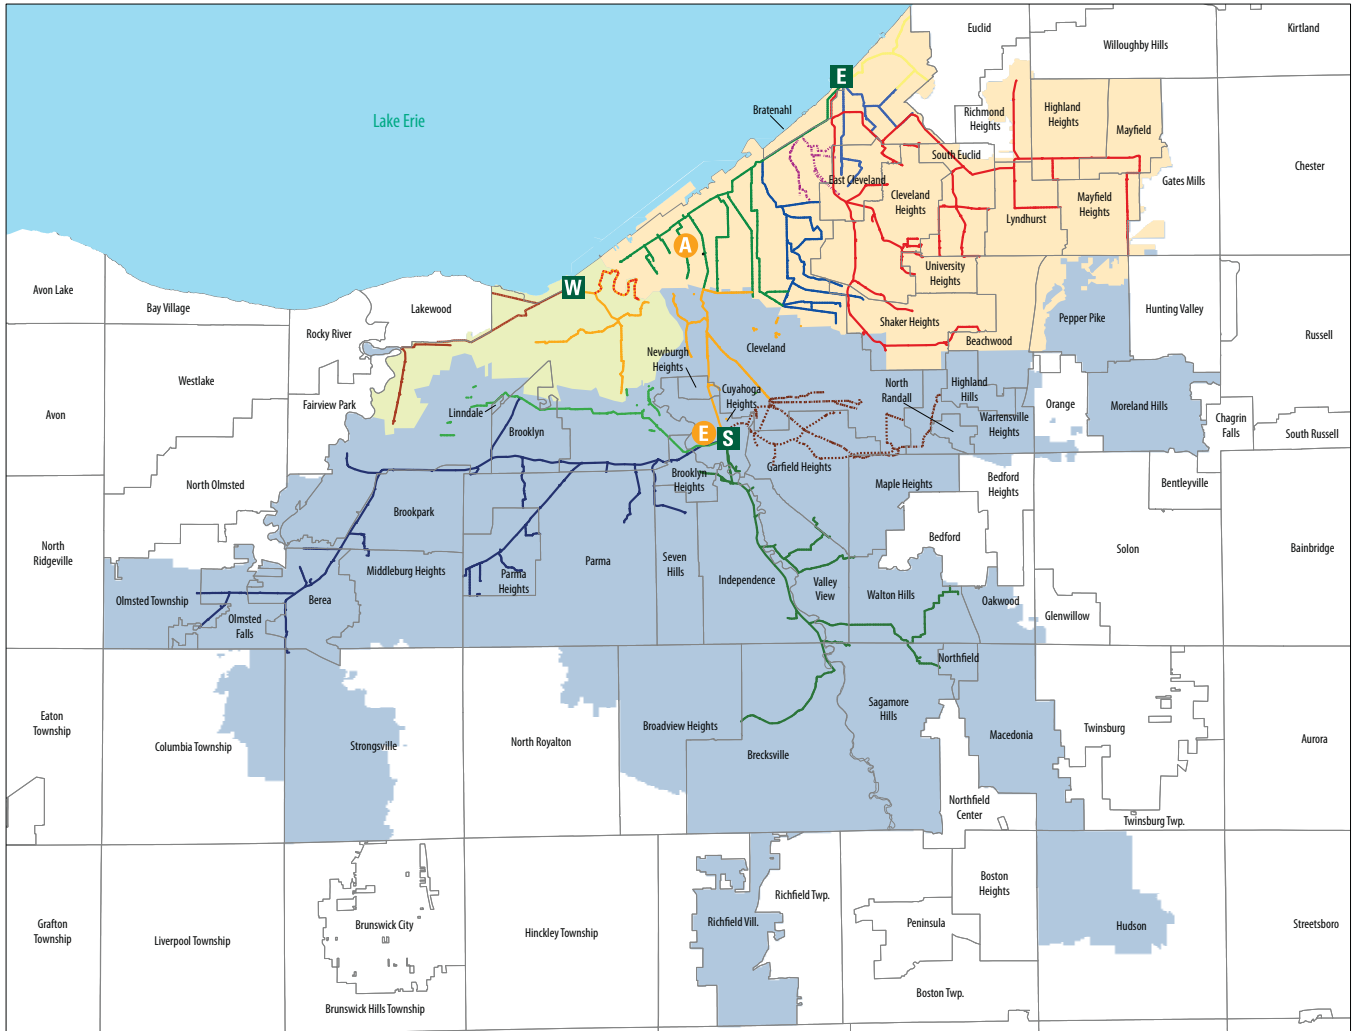 Euclid
Kirtland
Willoughby Hills
E
Bratenahl
Lake Erie
Richmond
Heights
Highland
Heights
Mayfield
South Euclid
Chester
East Cleveland
Gates Mills
Cleveland
Heights
Mayfield
Heights
Lyndhurst
A
University
Heights
W
Avon Lake
Bay Village
Lakewood
Hunting Valley
Pepper Pike
Shaker Heights
Rocky River
Russell
Beachwood
Cleveland
Newburgh
Heights
Westlake
Cuyahoga
Heights
North
Randall
Highland
Hills
Orange
Moreland Hills
Fairview Park
Avon
Linndale
Warrensville
Heights
Chagrin
Falls
South Russell
Brooklyn
E
S
Garfield Heights
Brooklyn
Heights
Maple Heights
Bedford
Heights
Bentleyville
North Olmsted
Brookpark
Bedford
North
Ridgeville
Solon
Bainbridge
Parma
Seven
Hills
Middleburg Heights
Parma
Heights
Independence
Valley
View
Walton Hills
Oakwood
Olmsted Township
Berea
Glenwillow
Olmsted
Falls
Northfield
Eaton
Township
Sagamore
Hills
Columbia Township
Strongsville
North Royalton
Broadview Heights
Twinsburg
Macedonia
Aurora
Brecksville
Northfield
Center
Twinsburg Twp.
Boston
Heights
Richfield Twp.
Grafton
Township
Liverpool Township
Brunswick City
Hinckley Township
Richfield Vill.
Peninsula
Hudson
Streetsboro
Boston Twp.
Brunswick Hills Township